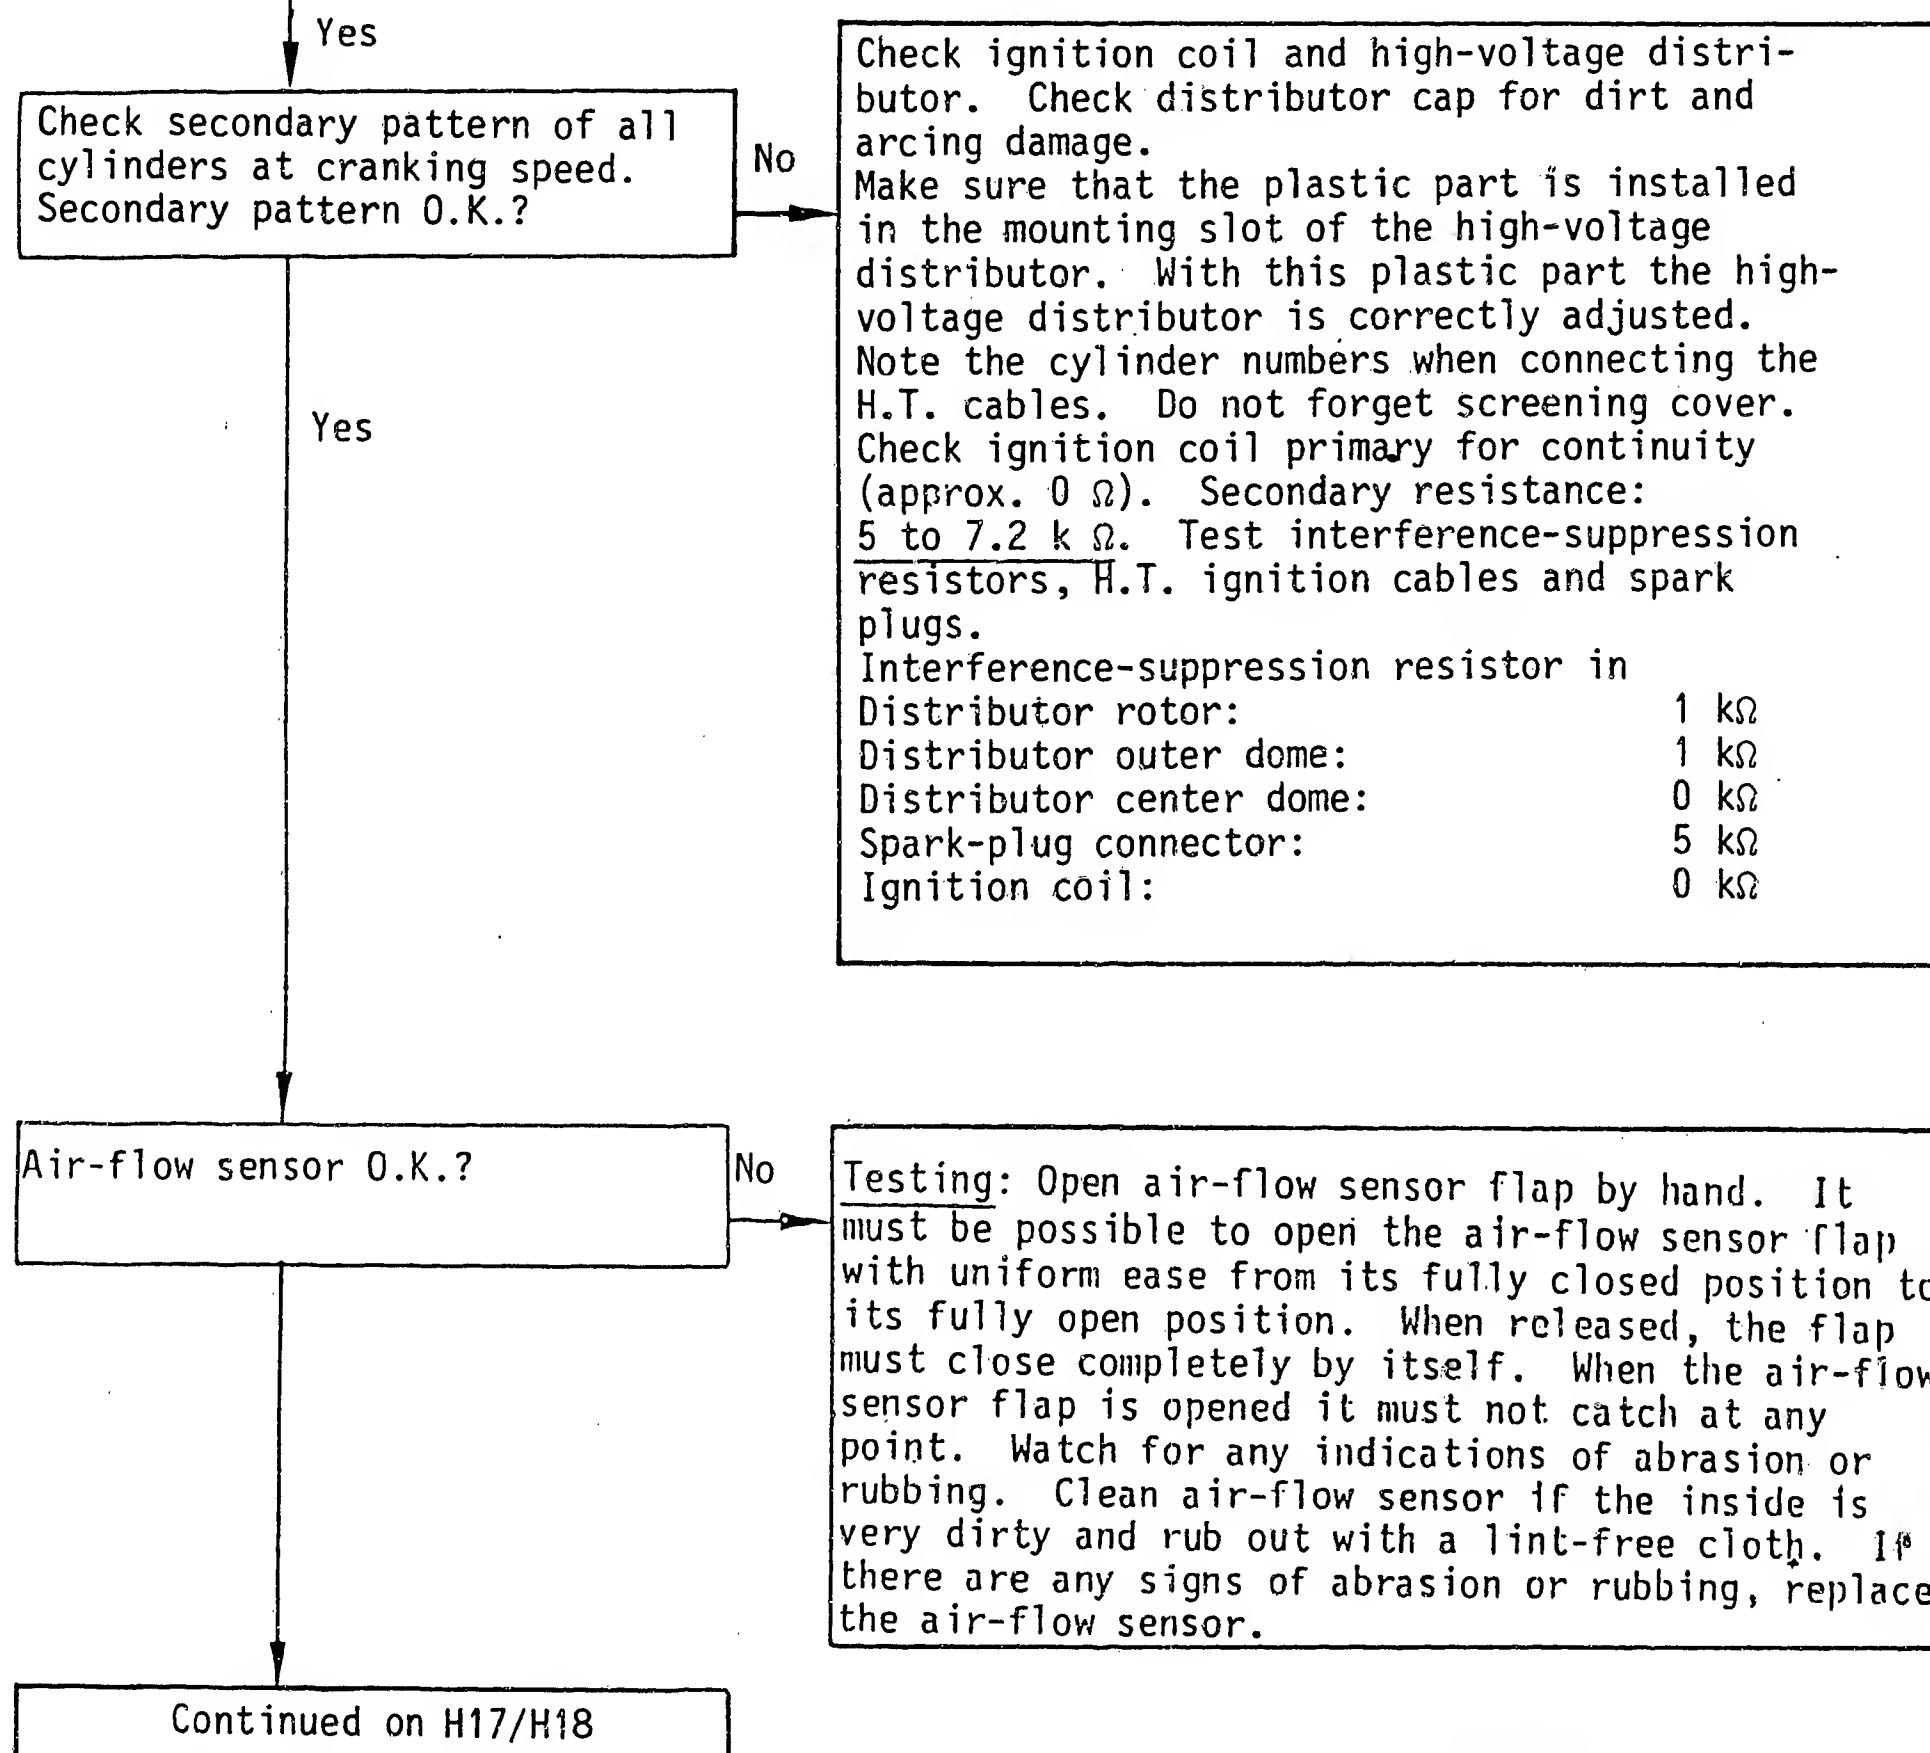 Yes
Check secondary pattern of all
cylinders at cranking speed.
Secondary pattern O.K.?
No
Check ignition coil and high-voltage distri-
butor. Check distributor cap for dirt and
arcing damage.
Make sure that the plastic part is installed
in the mounting slot of the high-voltage
distributor. With this plastic part the high-
voltage distributor is correctly adjusted.
Note the cylinder numbers when connecting the
H.T. cables. Do not forget screening cover.
Check ignition coil primary for continuity
(approx. 0 Ω). Secondary resistance:
5 to 7.2 k Ω. Test interference-suppression
resistors, H.T. ignition cables and spark
plugs.
Interference-suppression resistor in
Distributor rotor: 1 kΩ
Distributor outer dome: 1 kΩ
Distributor center dome: 0 kΩ
Spark-plug connector: 5 kΩ
Ignition coil: 0 kΩ
Yes
Air-flow sensor O.K.?
No
Testing: Open air-flow sensor flap by hand. It
must be possible to open the air-flow sensor flap
with uniform ease from its fully closed position to
its fully open position. When released, the flap
must close completely by itself. When the air-flow
sensor flap is opened it must not catch at any
point. Watch for any indications of abrasion or
rubbing. Clean air-flow sensor if the inside is
very dirty and rub out with a lint-free cloth. If
there are any signs of abrasion or rubbing, replace
the air-flow sensor.
Continued on H17/H18